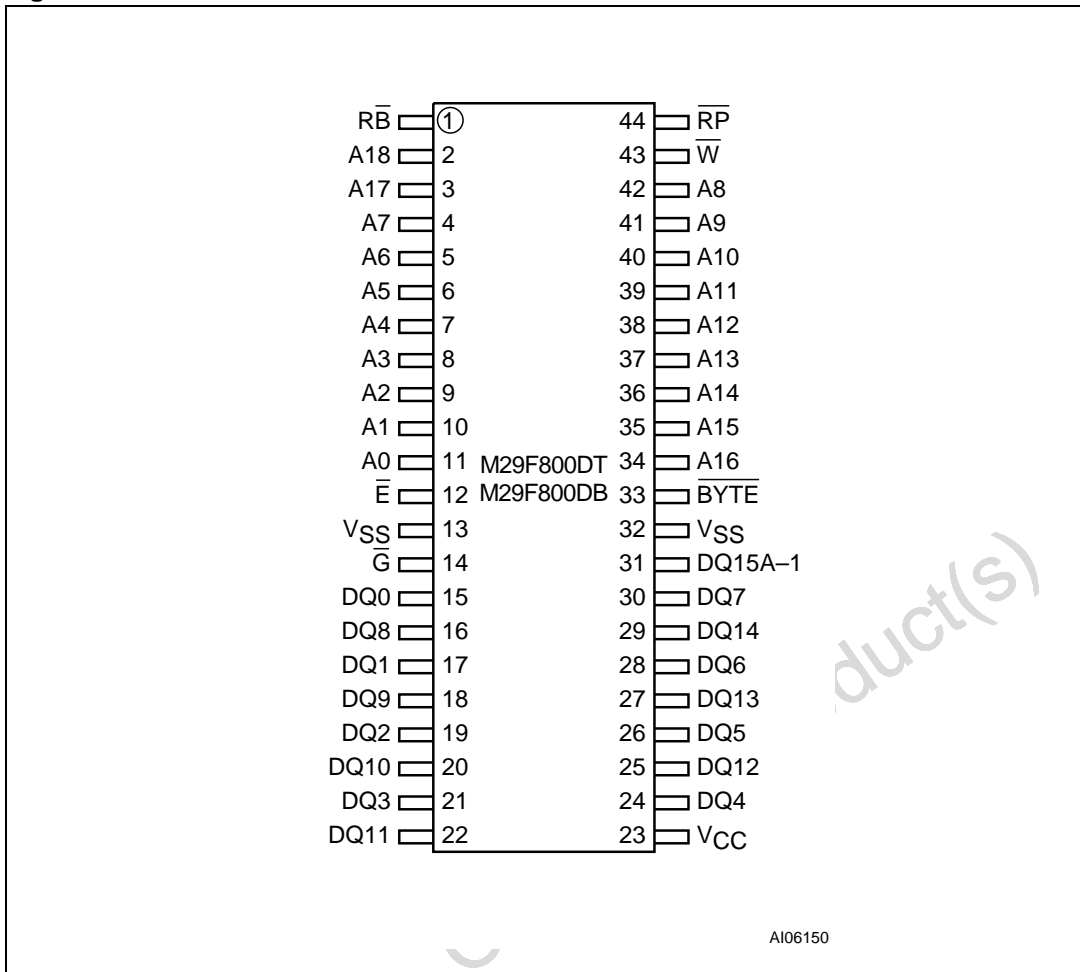 RB̅ 1 44 R̅P̅
A18 2 43 W̅
A17 3 42 A8
A7 4 41 A9
A6 5 40 A10
A5 6 39 A11
A4 7 38 A12
A3 8 37 A13
A2 9 36 A14
A1 10 35 A15
A0 11 M29F800DT 34 A16
E̅ 12 M29F800DB 33 B̅Y̅T̅E̅
VSS 13 32 VSS
G̅ 14 31 DQ15A–1
DQ0 15 30 DQ7
DQ8 16 29 DQ14
DQ1 17 28 DQ6
DQ9 18 27 DQ13
DQ2 19 26 DQ5
DQ10 20 25 DQ12
DQ3 21 24 DQ4
DQ11 22 23 VCC
AI06150